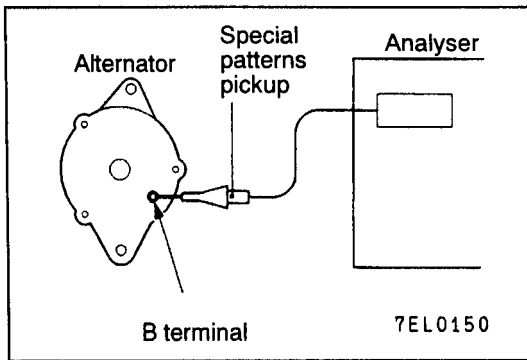 Special
patterns
pickup
Analyser
Alternator
B terminal
7EL0150